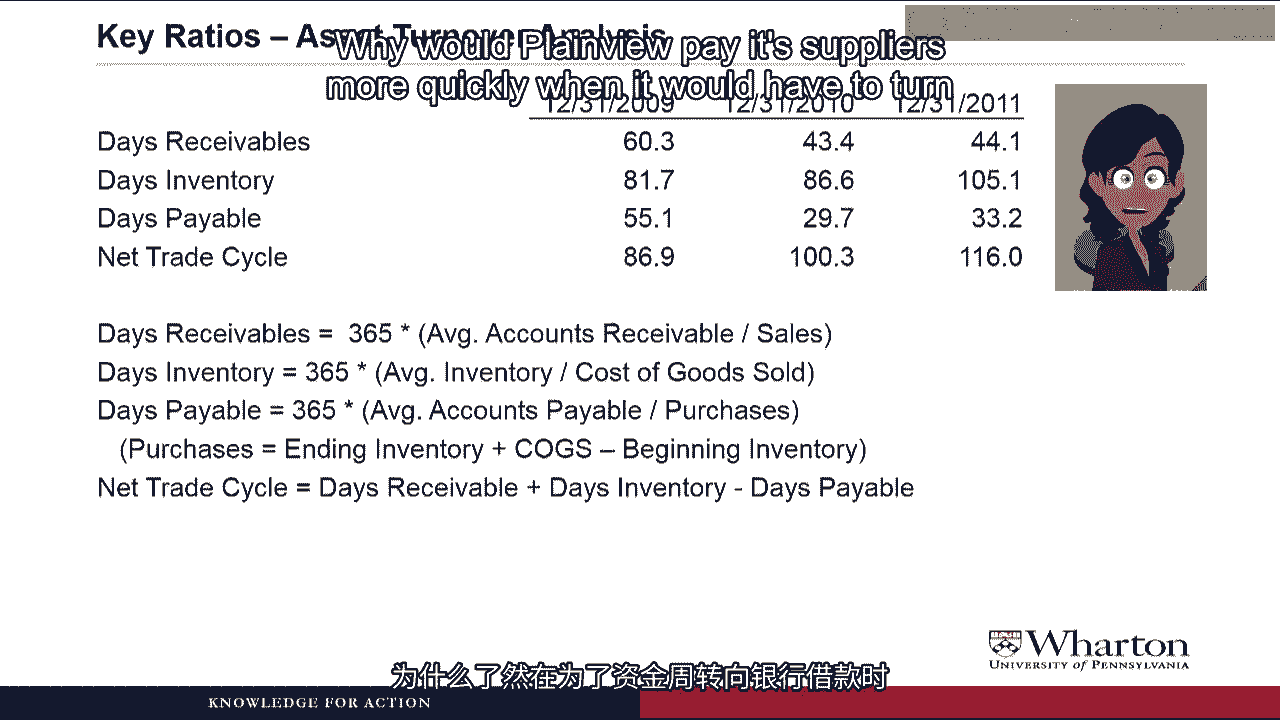 Key Ratios – Asset Turnover Analysis
Why would Plainview pay it's suppliers
more quickly when it would have to turn
12/31/2009 12/31/2010 12/31/2011
Days Receivables 60.3 43.4 44.1
Days Inventory 81.7 86.6 105.1
Days Payable 55.1 29.7 33.2
Net Trade Cycle 86.9 100.3 116.0
Days Receivables = 365 * (Avg. Accounts Receivable / Sales)
Days Inventory = 365 * (Avg. Inventory / Cost of Goods Sold)
Days Payable = 365 * (Avg. Accounts Payable / Purchases)
(Purchases = Ending Inventory + COGS – Beginning Inventory)
Net Trade Cycle = Days Receivable + Days Inventory - Days Payable
Wharton
UNIVERSITY OF PENNSYLVANIA
为什么了然在为了资金周转向银行借款时
KNOWLEDGE FOR ACTION